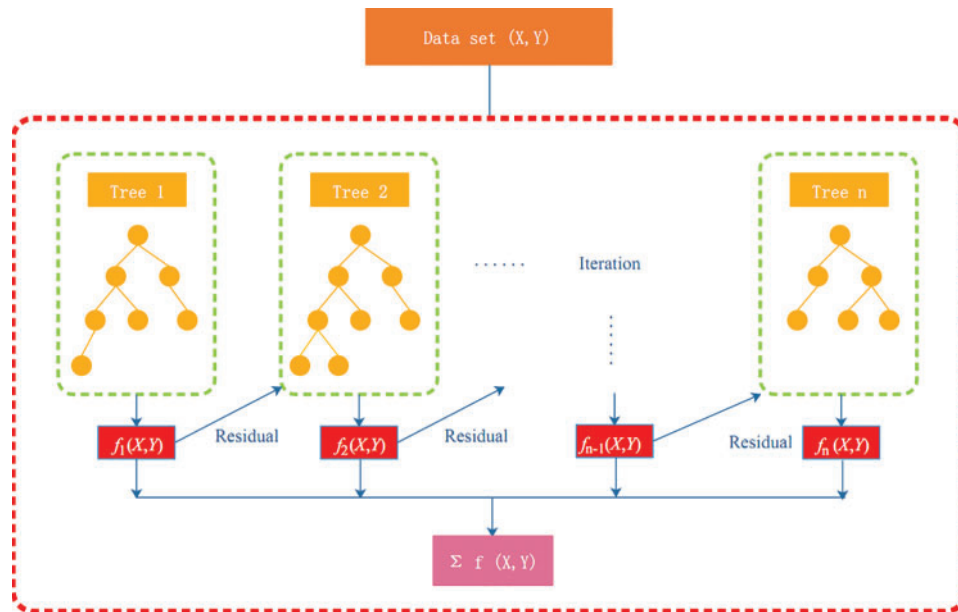 Data set (X,Y)
Tree 1
Tree 2
Tree n
...... Iteration
......
Residual
Residual
Residual
f1(X,Y)
f2(X,Y)
fn-1(X,Y)
fn(X,Y)
Σ f (X,Y)